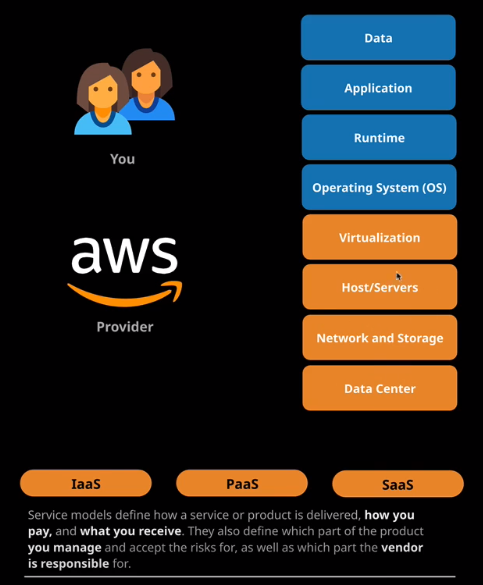 Data
Application
Runtime
Operating System (OS)
Virtualization
Host/Servers
Network and Storage
Data Center
You
aws
Provider
IaaS
PaaS
SaaS
Service models define how a service or product is delivered, how you
pay, and what you receive. They also define which part of the product
you manage and accept the risks for, as well as which part the vendor
is responsible for.